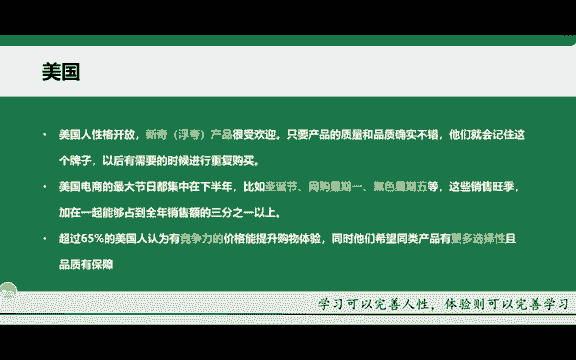 美国
• 美国人性格开放，新奇（浮夸）产品很受欢迎。只要产品的质量和品质确实不错，他们就会记住这
个牌子，以后有需要的时候进行重复购买。
• 美国电商的最大节日都集中在下半年，比如圣诞节、网购星期一、黑色星期五等，这些销售旺季，
加在一起能够占到全年销售额的三分之一以上。
• 超过65%的美国人认为有竞争力的价格能提升购物体验，同时他们希望同类产品有更多选择性且
品质有保障
学习可以完善人性，体验则可以完善学习